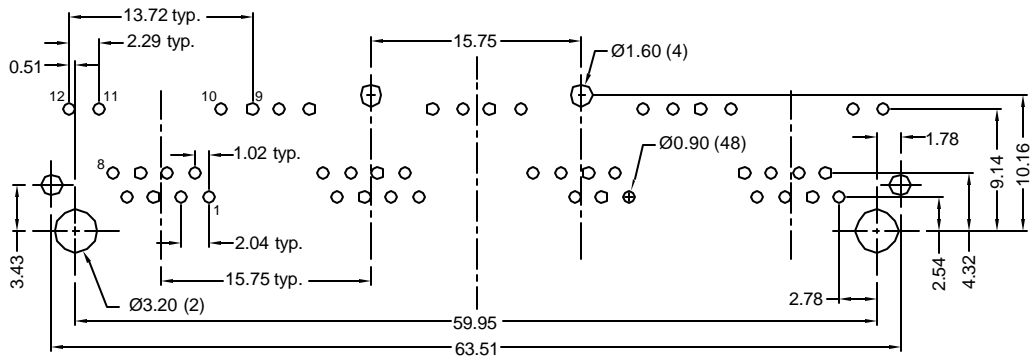 13.72 typ.
2.29 typ.
0.51
15.75
Ø1.60 (4)
12
11
10
9
8
1.02 typ.
Ø0.90 (48)
1.78
9.14
10.16
1
3.43
2.04 typ.
15.75 typ.
2.54
4.32
Ø3.20 (2)
2.78
59.95
63.51